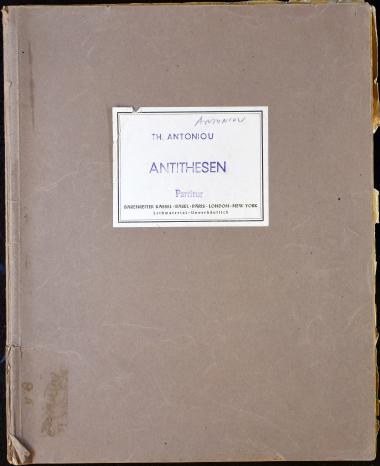 ANTONIOU
TH. ANTONIOU
ANTITHESEN
Partitur
BÄRENREITER KASSEL · BASEL · PARIS · LONDON · NEW YORK
Leihmaterial - Unverkäuflich